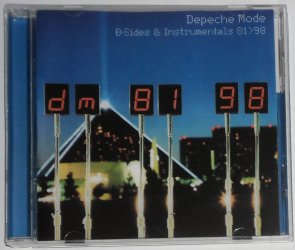 Depeche Mode
B-Sides & Instrumentals 81>98
dm 81 98